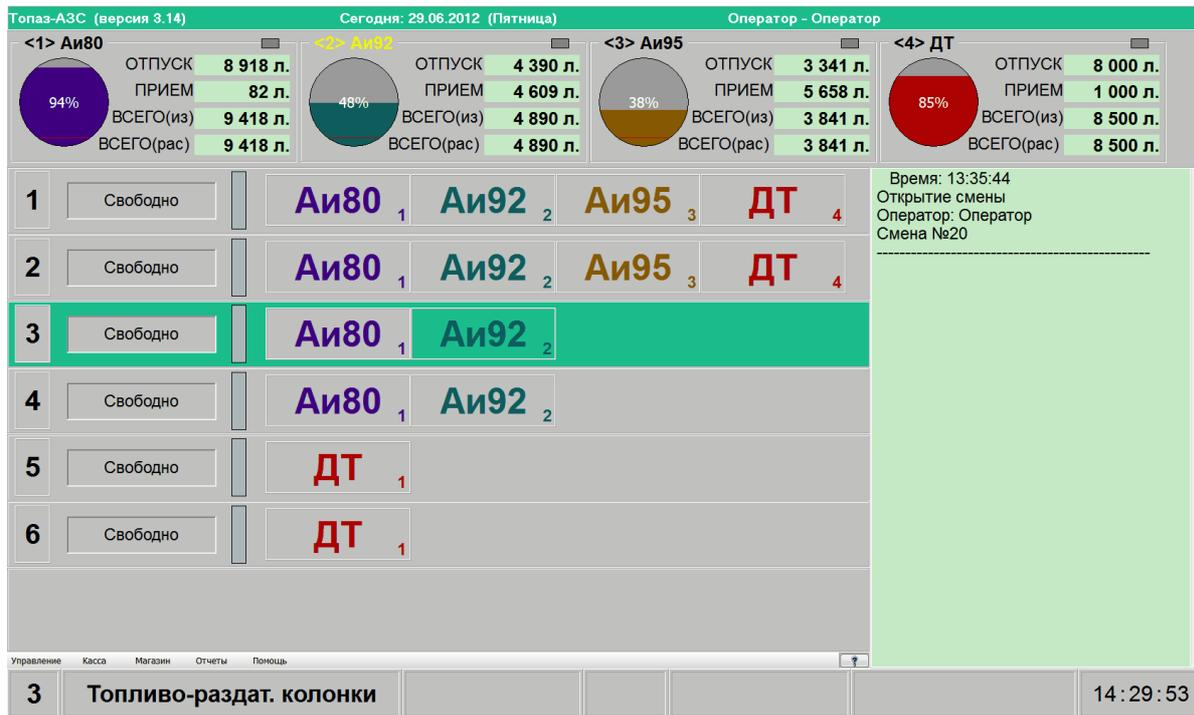 Топаз-АЗС (версия 3.14) Сегодня: 29.06.2012 (Пятница) Оператор - Оператор
<1> Аи80 <2> Аи92 <3> Аи95 <4> ДТ
ОТПУСК 8 918 л. ОТПУСК 4 390 л. ОТПУСК 3 341 л. ОТПУСК 8 000 л.
94% ПРИЕМ 82 л. 48% ПРИЕМ 4 609 л. 38% ПРИЕМ 5 658 л. 85% ПРИЕМ 1 000 л.
ВСЕГО(из) 9 418 л. ВСЕГО(из) 4 890 л. ВСЕГО(из) 3 841 л. ВСЕГО(из) 8 500 л.
ВСЕГО(рас) 9 418 л. ВСЕГО(рас) 4 890 л. ВСЕГО(рас) 3 841 л. ВСЕГО(рас) 8 500 л.
1 Свободно Аи80 1 Аи92 2 Аи95 3 ДТ 4
2 Свободно Аи80 1 Аи92 2 Аи95 3 ДТ 4
3 Свободно Аи80 1 Аи92 2
4 Свободно Аи80 1 Аи92 2
5 Свободно ДТ 1
6 Свободно ДТ 1
Время: 13:35:44
Открытие смены
Оператор: Оператор
Смена №20
--------------------------------------------------
Управление Касса Магазин Отчеты Помощь ?
3 Топливо-раздат. колонки 14:29:53